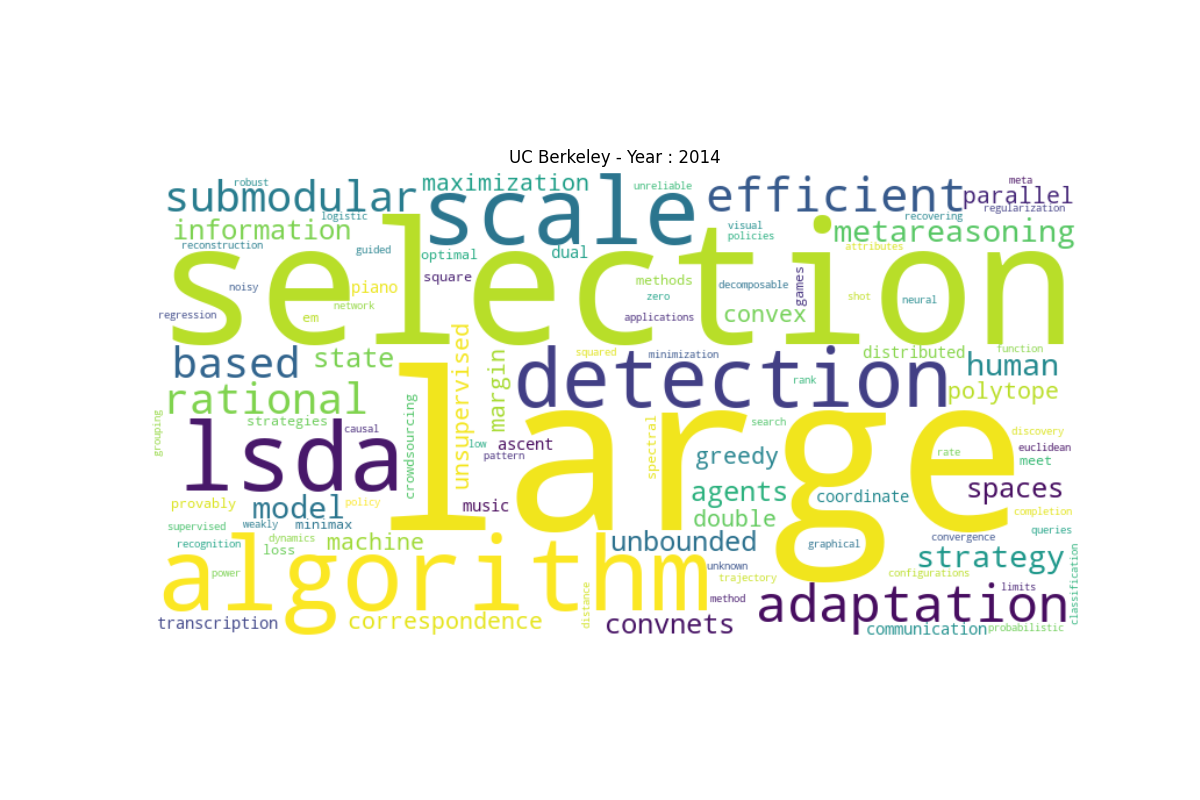 UC Berkeley - Year : 2014
robust
submodular
maximization
scale
unreliable
efficient
meta
parallel
regularization
logistic
information
reconstruction
guided
optimal
dual
visual
policies
recovering
metareasoning
attributes
selection
square
noisy
piano
network
regression
em
methods
zero
decomposable
applications
games
convex
shot
neural
based
state
unsupervised
margin
squared
minimization
detection
rank
distributed
function
human
polytope
rational
strategies
causal
grouping
lsda
crowdsourcing
low
ascent
pattern
large
spectral
search
greedy
rate
discovery
euclidean
meet
provably
policy
model
music
agents
double
coordinate
spaces
completion
supervised
weakly
minimax
recognition
dynamics
loss
machine
unbounded
graphical
convergence
queries
strategy
power
algorithm
unknown
trajectory
configurations
classification
distance
method
adaptation
limits
transcription
correspondence
convnets
communication
probabilistic